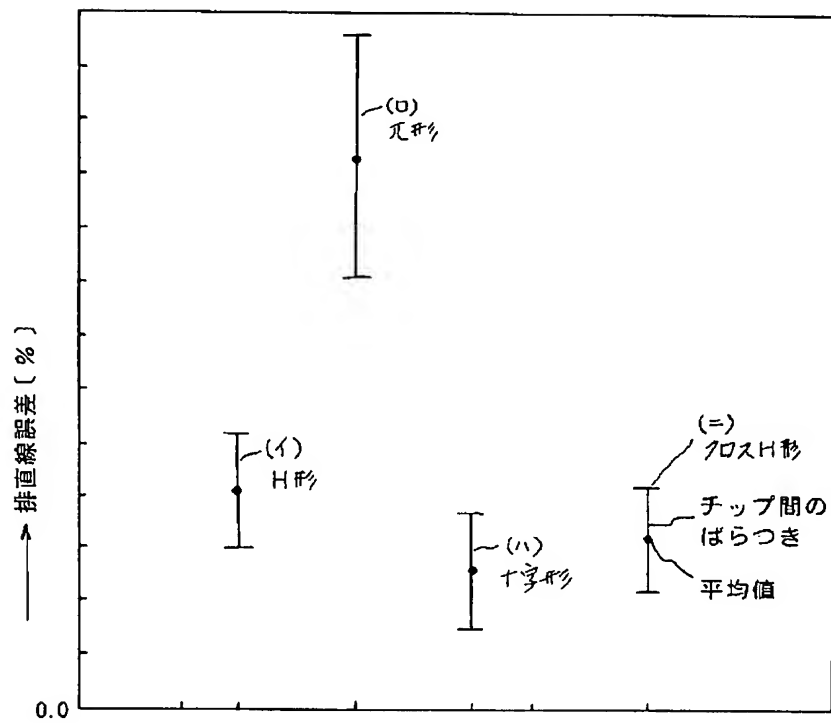 (ロ)
兀形
(イ)
H形
(ハ)
十字形
(ニ)
クロスH形
チップ間の
ばらつき
平均値
排直線誤差(%)
0.0